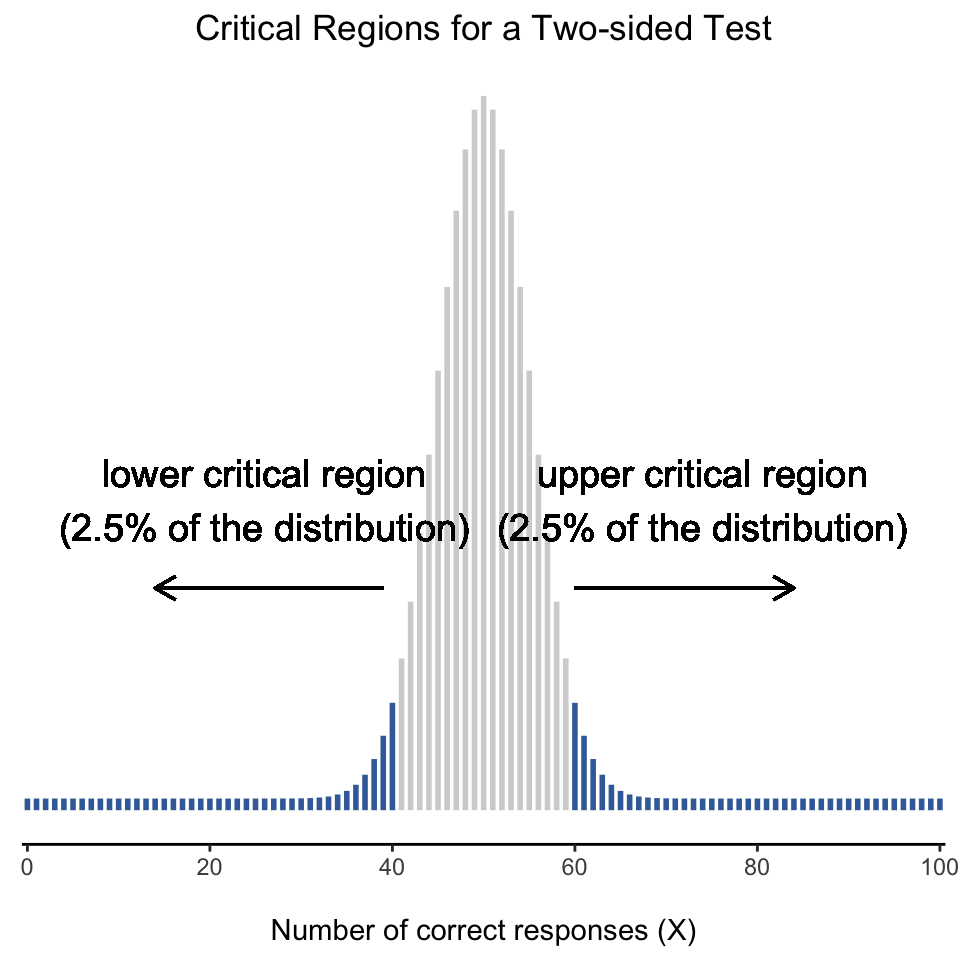 Critical Regions for a Two-sided Test
lower critical region
(2.5% of the distribution)
upper critical region
(2.5% of the distribution)
0 20 40 60 80 100
Number of correct responses (X)